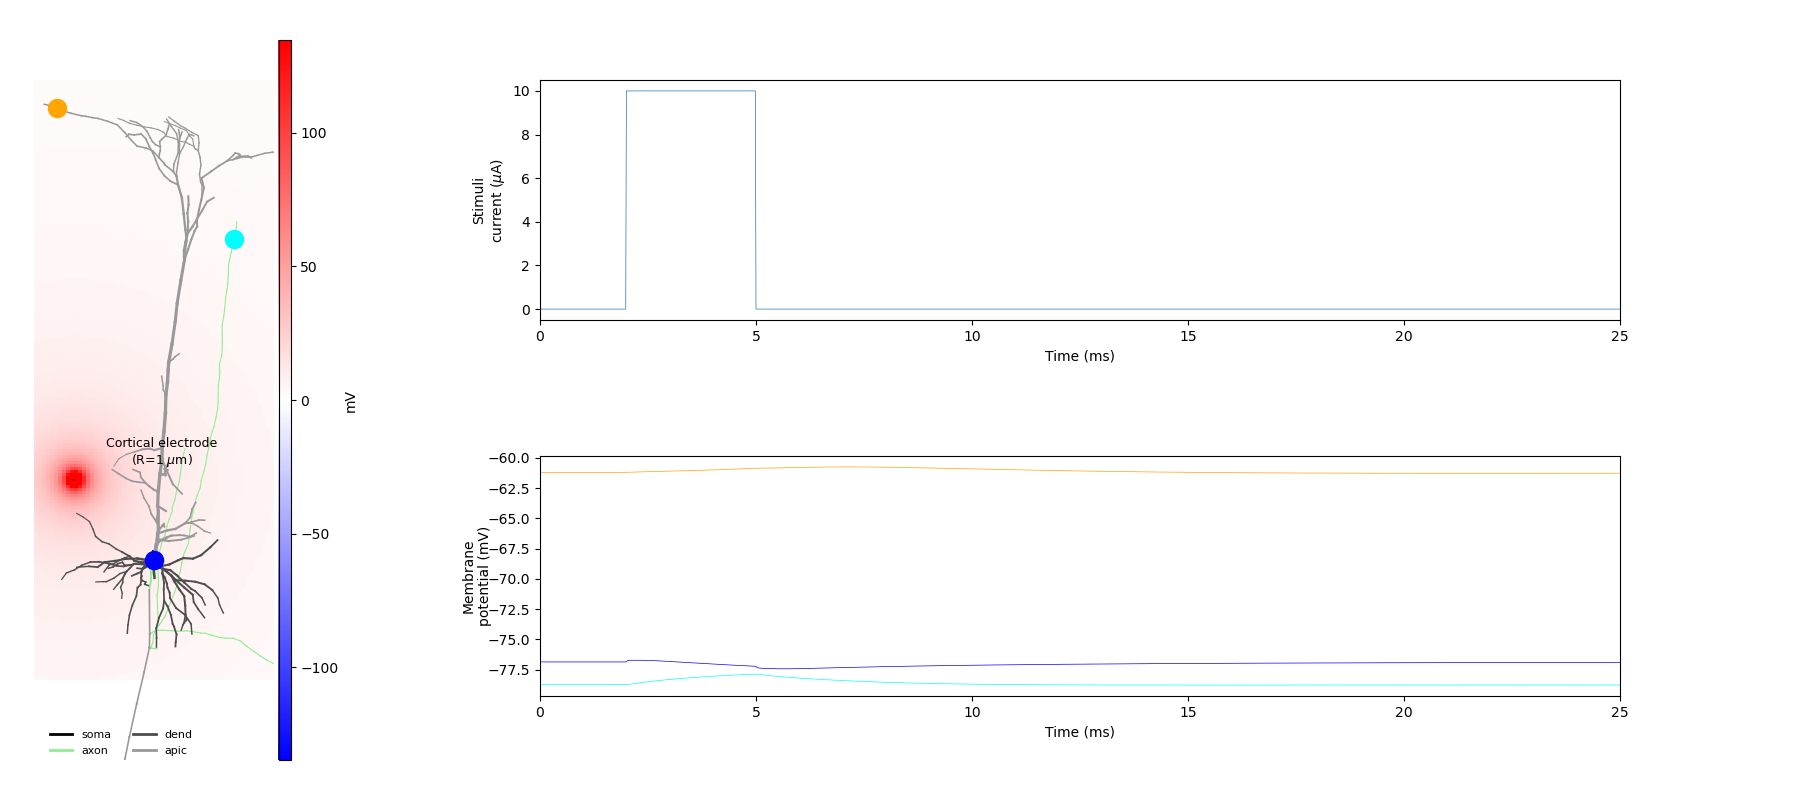 100
50
0
−50
−100
mV
Cortical electrode
(R=1 μm)
soma
dend
axon
apic
Stimuli
current (μA)
10
8
6
4
2
0
0
5
10
15
20
25
Time (ms)
Membrane
potential (mV)
−60.0
−62.5
−65.0
−67.5
−70.0
−72.5
−75.0
−77.5
0
5
10
15
20
25
Time (ms)